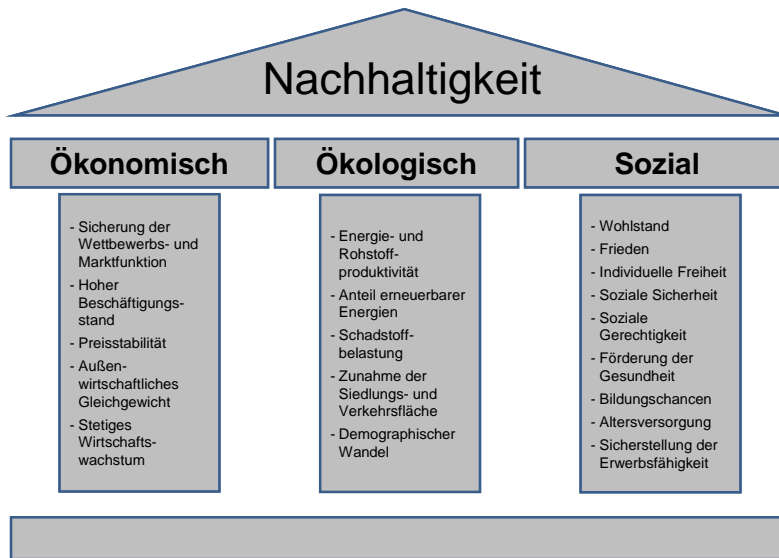 Nachhaltigkeit
Ökonomisch
Ökologisch
Sozial
- Sicherung der
Wettbewerbs- und
Marktfunktion
- Hoher
Beschäftigungs-
stand
- Preisstabilität
- Außen-
wirtschaftliches
Gleichgewicht
- Stetiges
Wirtschafts-
wachstum
- Energie- und
Rohstoff-
produktivität
- Anteil erneuerbarer
Energien
- Schadstoff-
belastung
- Zunahme der
Siedlungs- und
Verkehrsfläche
- Demographischer
Wandel
- Wohlstand
- Frieden
- Individuelle Freiheit
- Soziale Sicherheit
- Soziale
Gerechtigkeit
- Förderung der
Gesundheit
- Bildungschancen
- Altersversorgung
- Sicherstellung der
Erwerbsfähigkeit